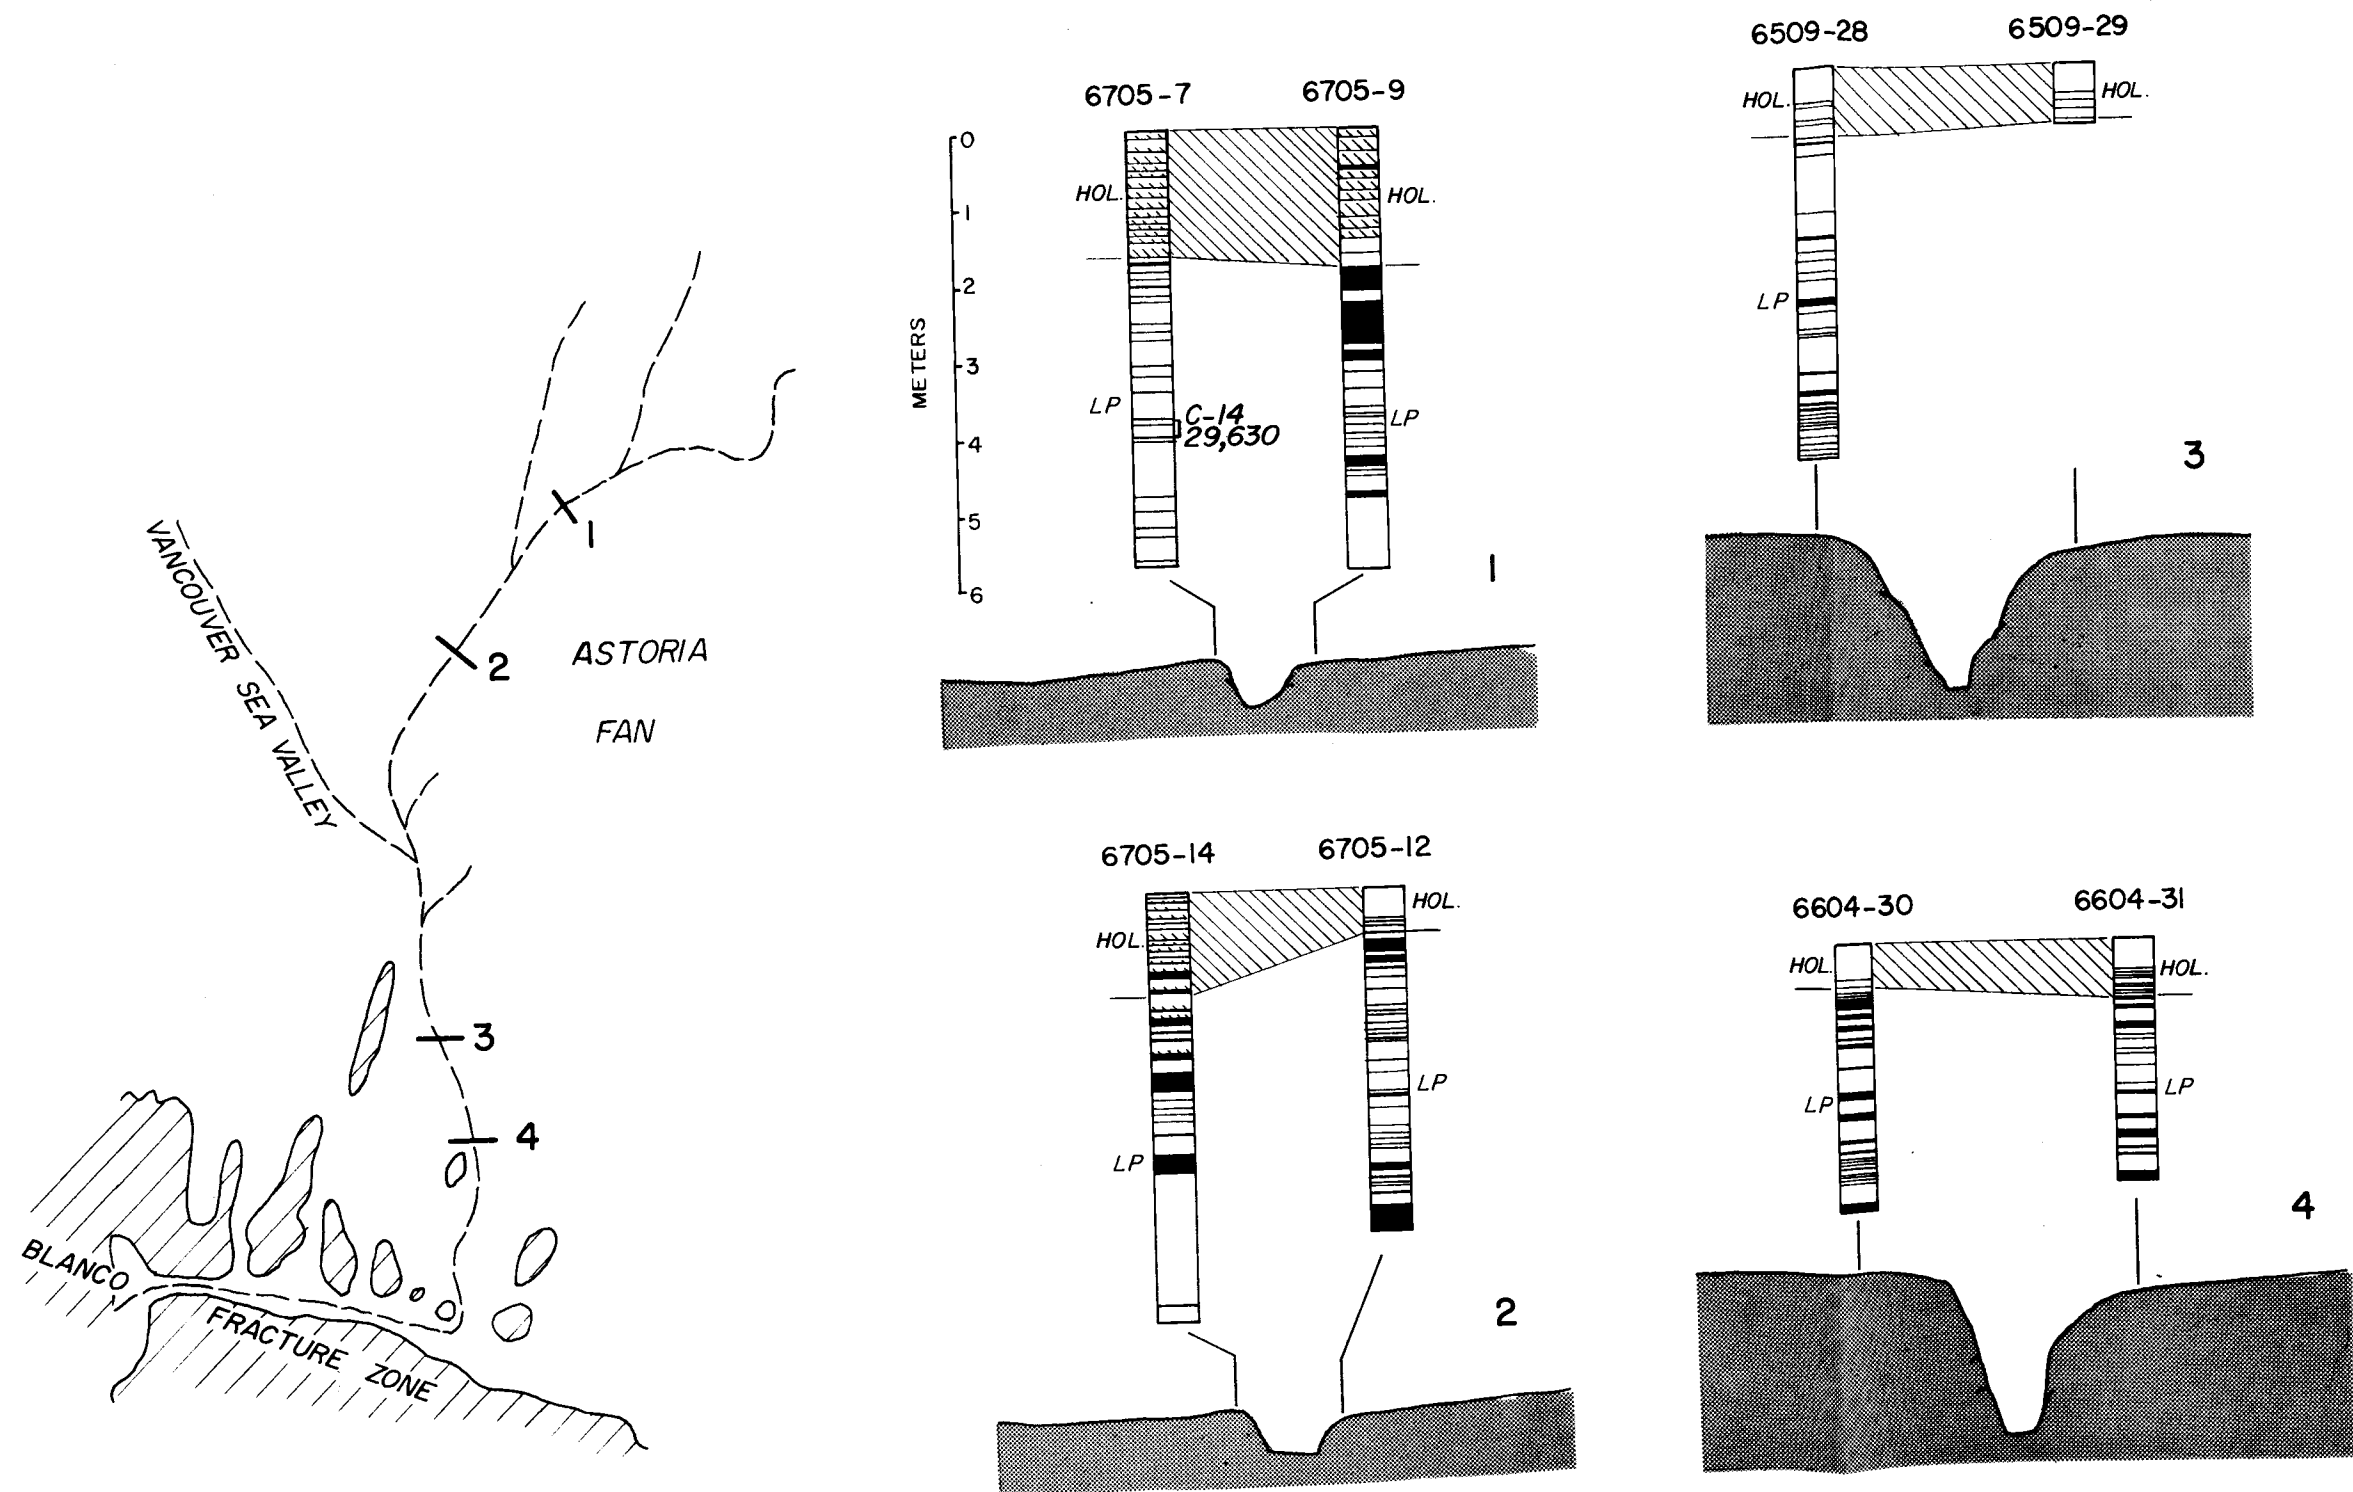 VANCOUVER SEA VALLEY
ASTORIA
FAN
1
2
3
4
BLANCO
FRACTURE ZONE
6705-7
6705-9
METERS
0
1
2
3
4
5
6
HOL.
HOL.
LP
C-14
29,630
LP
1
6509-28
6509-29
HOL.
HOL.
LP
3
6705-14
6705-12
HOL.
HOL.
LP
LP
2
6604-30
6604-31
HOL.
HOL.
LP
LP
4